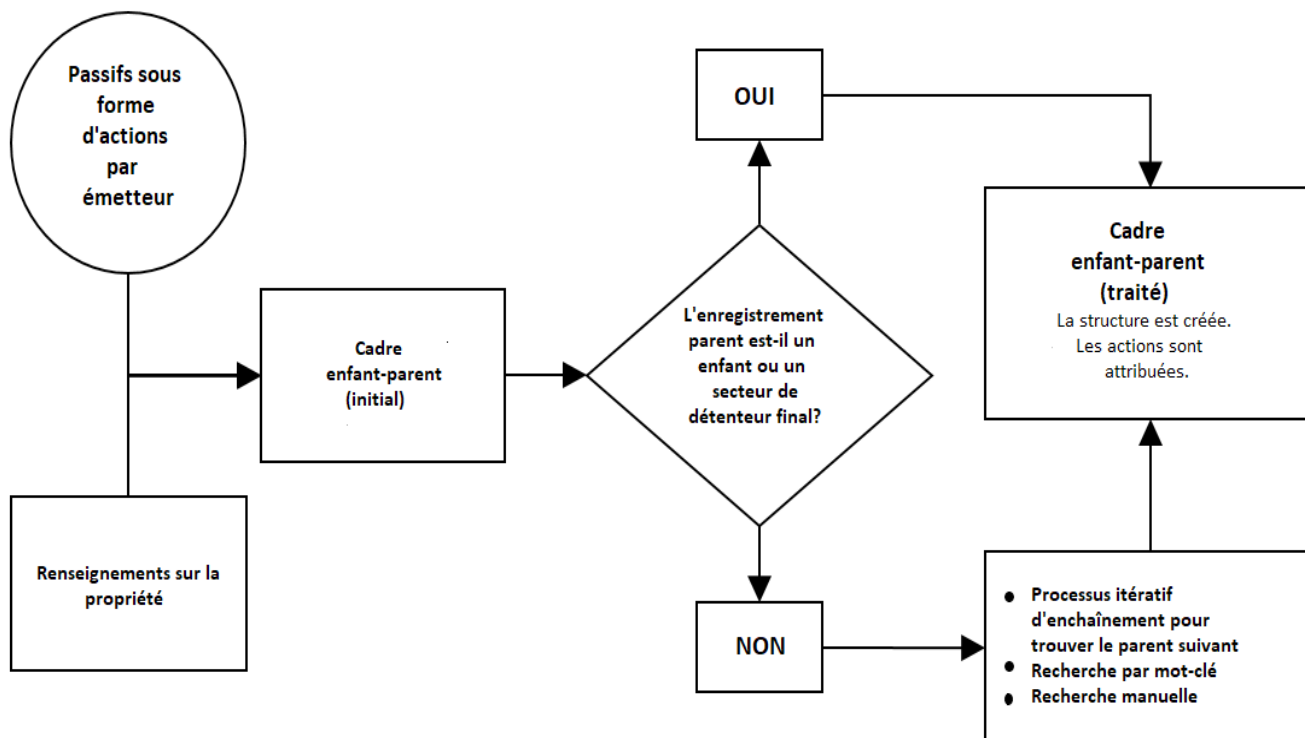 Passifs sous
forme
d'actions
par
émetteur
Renseignements sur la
propriété
Cadre
enfant-parent
(initial)
L'enregistrement
parent est-il un
enfant ou un
secteur de
détenteur final?
OUI
NON
Cadre
enfant-parent
(traité)
La structure est créée.
Les actions sont
attribuées.
● Processus itératif
d'enchaînement pour
trouver le parent suivant
● Recherche par mot-clé
● Recherche manuelle